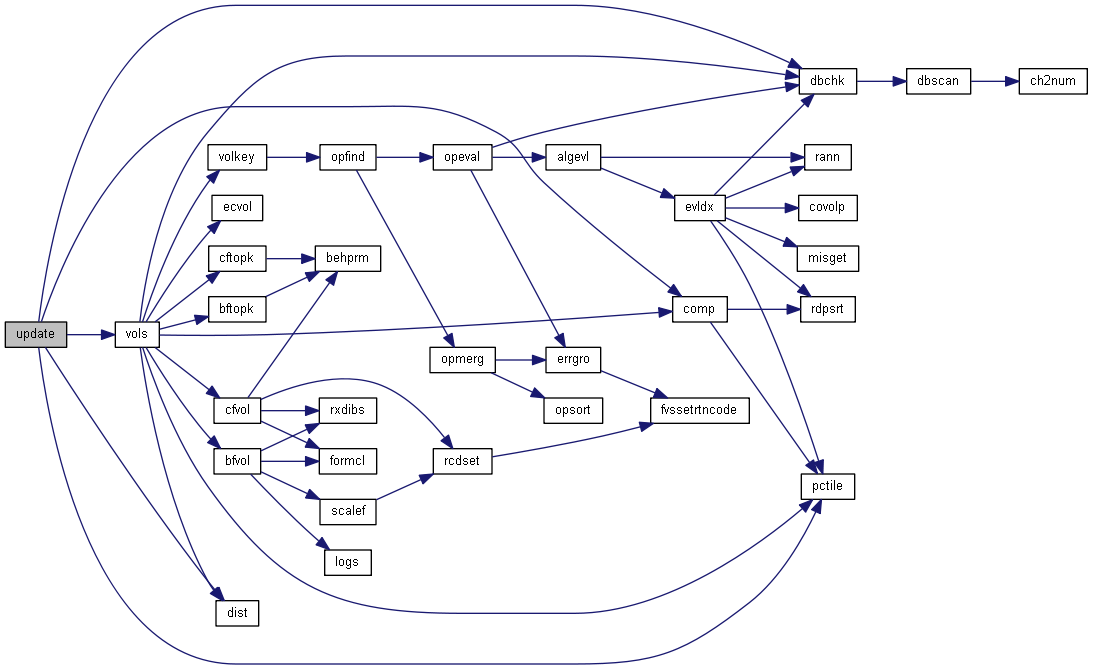 dbchk
dbscan
ch2num
volkey
opfind
opeval
algevl
rann
ecvol
evldx
covolp
cftopk
behprm
misget
bftopk
comp
rdpsrt
update
vols
opmerg
errgro
cfvol
rxdibs
opsort
fvssetrtncode
bfvol
formcl
rcdset
pctile
scalef
logs
dist